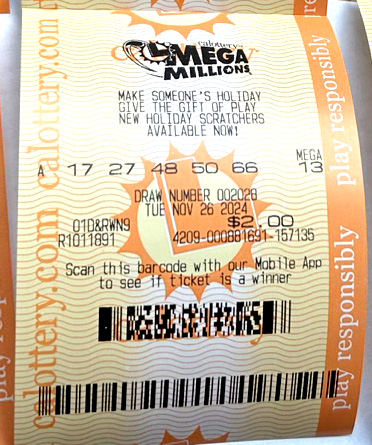 calottery
MEGA
MILLIONS
MAKE SOMEONE'S HOLIDAY
GIVE THE GIFT OF PLAY
NEW HOLIDAY SCRATCHERS
AVAILABLE NOW!
MEGA
A 17 27 48 50 66 13
DRAW NUMBER 002028
TUE NOV 26 2024
01D&RWN9 $2.00
R1011891 4209-000881691-157135
Scan this barcode with our Mobile App
to see if ticket is a winner
calottery.com calottery.com
play responsibly play responsibly